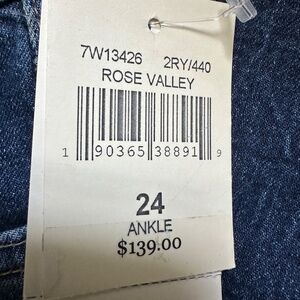 7W13426 2RY/440
ROSE VALLEY
1 90365 38891 9
24
ANKLE
$139.00